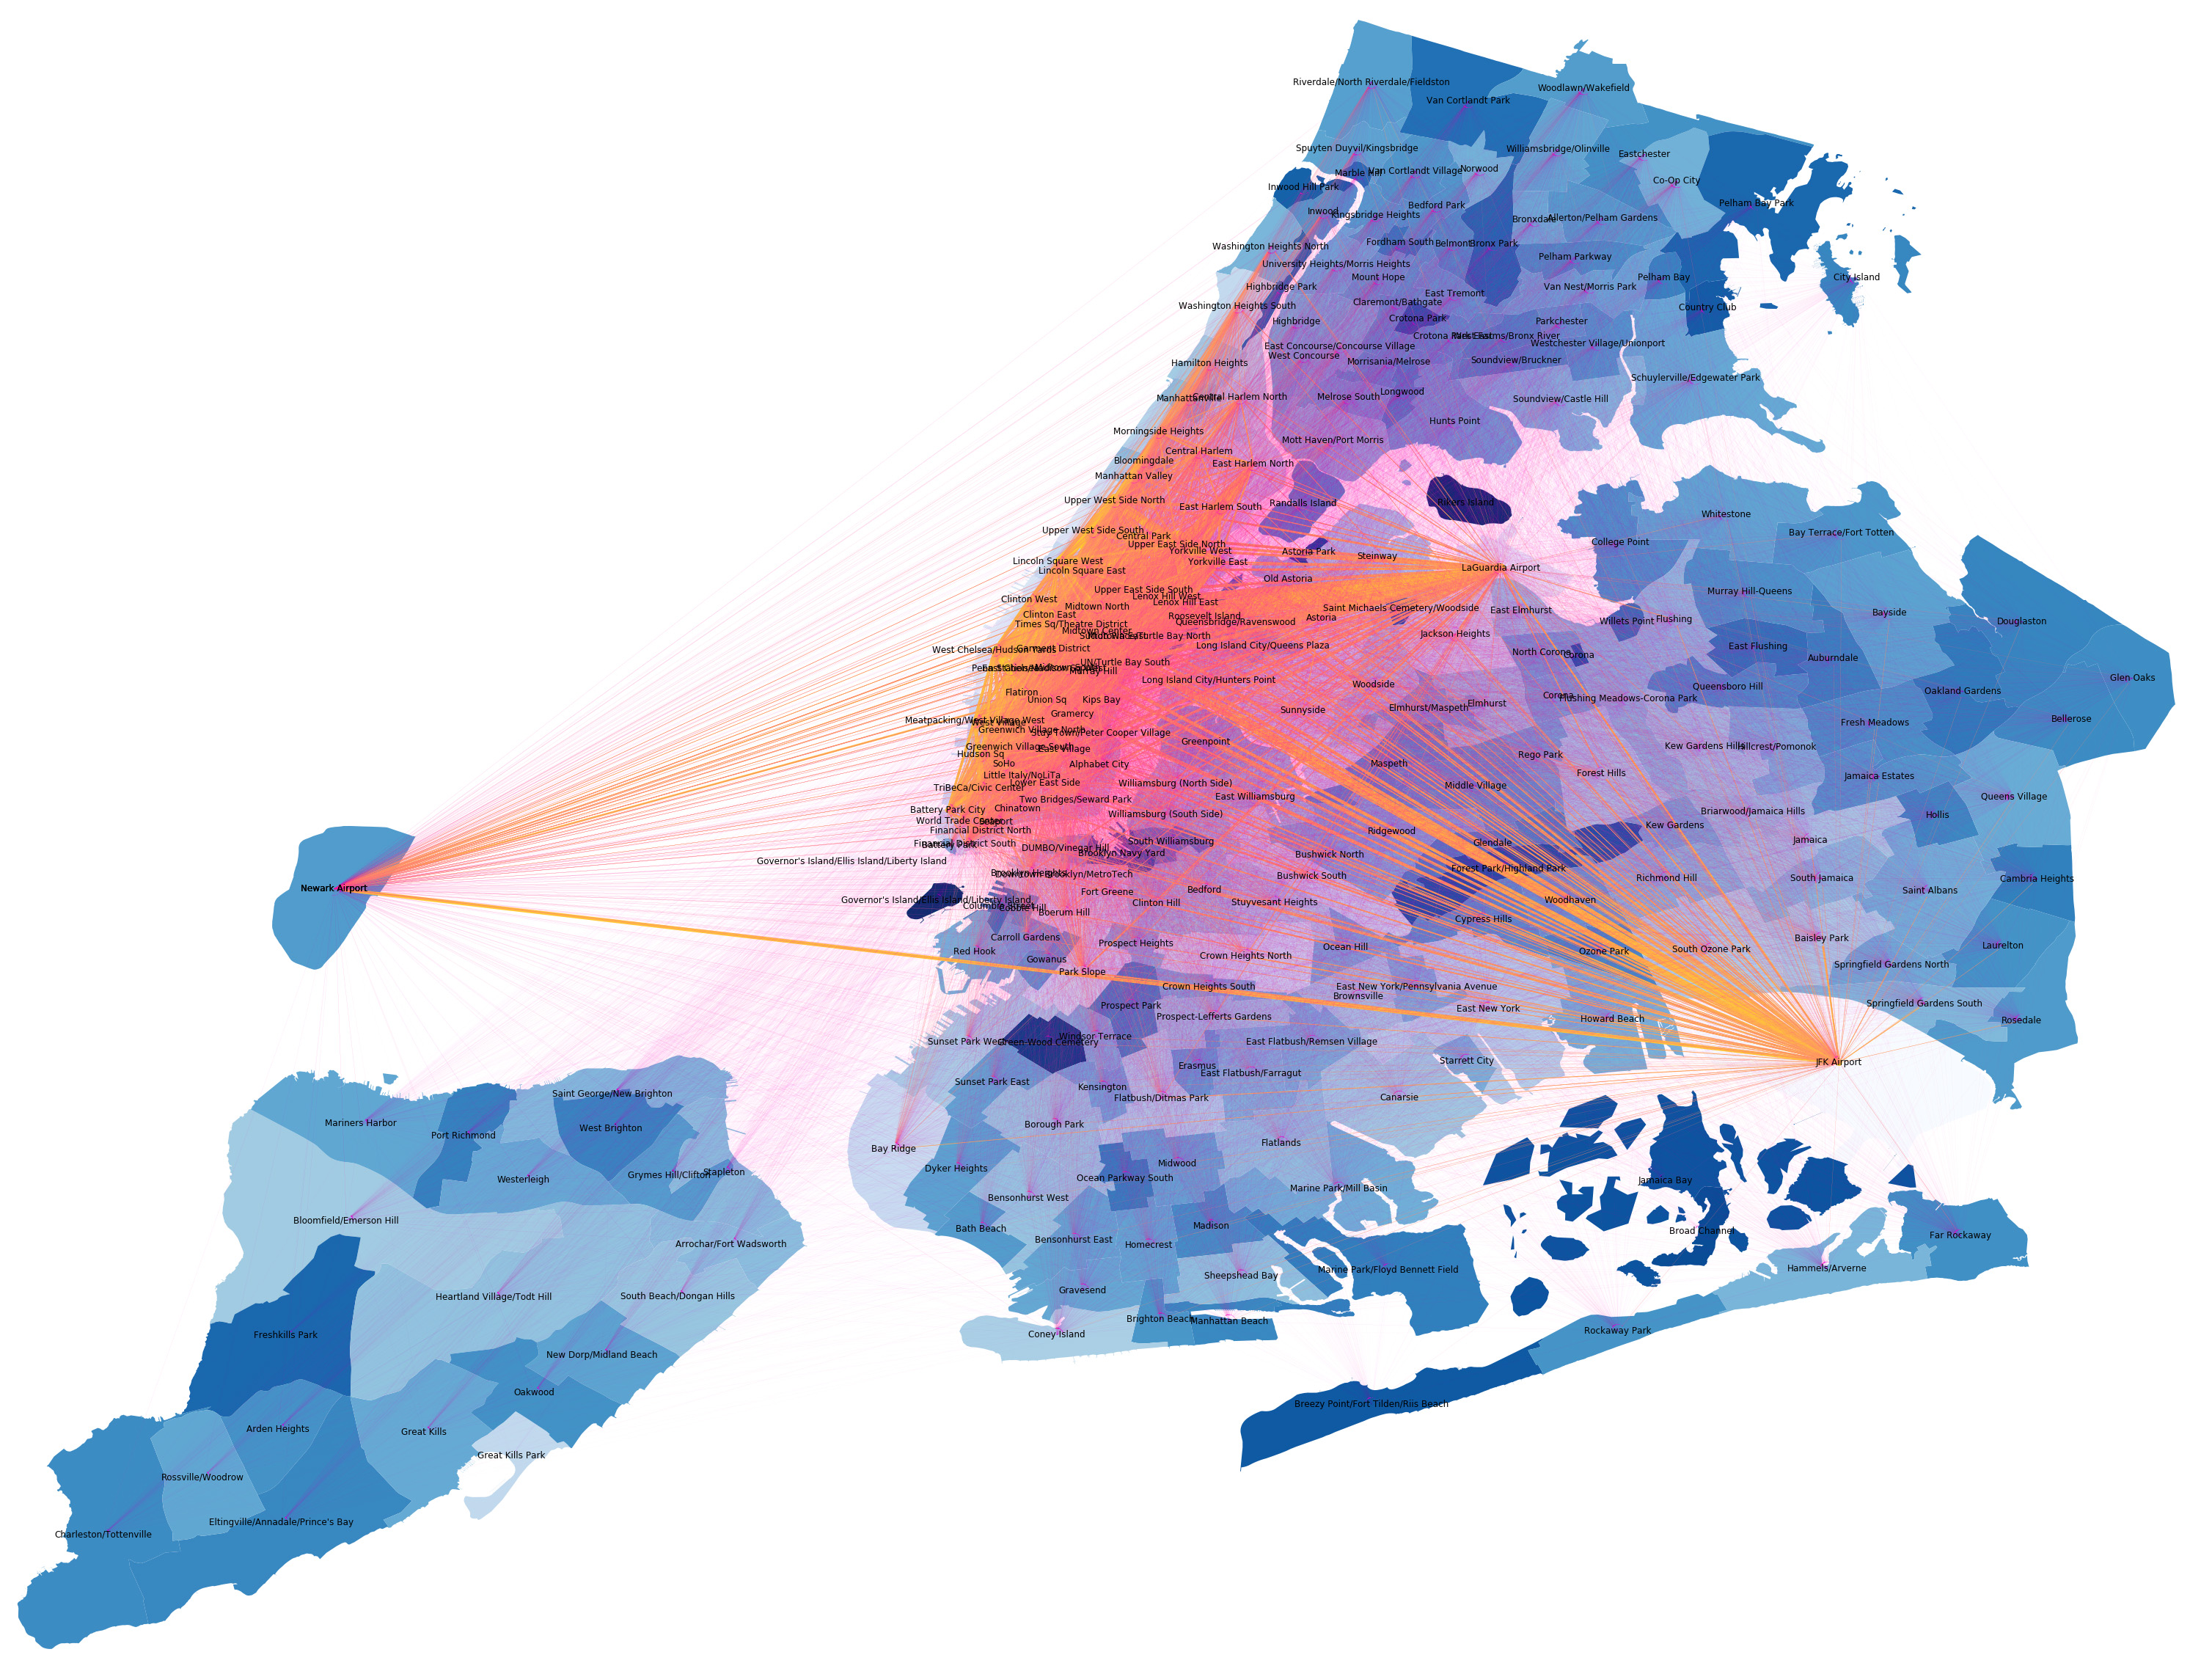 Riverdale/North Riverdale/Fieldston
Woodlawn/Wakefield
Van Cortlandt Park
Spuyten Duyvil/Kingsbridge
Williamsbridge/Olinville
Eastchester
Marble Hill
Van Cortlandt Village
Norwood
Co-Op City
Inwood Hill Park
Pelham Bay Park
Bedford Park
Inwood
Kingsbridge Heights
Bronxdale
Allerton/Pelham Gardens
Washington Heights North
Fordham South
Belmont
Bronx Park
Pelham Parkway
University Heights/Morris Heights
Mount Hope
Pelham Bay
City Island
Highbridge Park
Van Nest/Morris Park
East Tremont
Claremont/Bathgate
Washington Heights South
Country Club
Highbridge
Crotona Park
Parkchester
Crotona Park East
West Farms/Bronx River
Westchester Village/Unionport
East Concourse/Concourse Village
West Concourse
Morrisania/Melrose
Soundview/Bruckner
Hamilton Heights
Schuylerville/Edgewater Park
Longwood
Manhattanville
Central Harlem North
Melrose South
Soundview/Castle Hill
Hunts Point
Morningside Heights
Mott Haven/Port Morris
Central Harlem
Bloomingdale
East Harlem North
Manhattan Valley
Upper West Side North
East Harlem South
Randalls Island
Rikers Island
Whitestone
Upper West Side South
Central Park
Bay Terrace/Fort Totten
Upper East Side North
College Point
Yorkville West
Astoria Park
Steinway
Lincoln Square West
Yorkville East
Lincoln Square East
LaGuardia Airport
Old Astoria
Upper East Side South
Lenox Hill West
Murray Hill-Queens
Clinton West
Lenox Hill East
Midtown North
Saint Michaels Cemetery/Woodside
East Elmhurst
Clinton East
Roosevelt Island
Astoria
Bayside
Times Sq/Theatre District
Queensbridge/Ravenswood
Willets Point
Flushing
Douglaston
Midtown Center
Sutton Place/Turtle Bay North
Midtown East
Jackson Heights
West Chelsea/Hudson Yards
Garment District
Long Island City/Queens Plaza
East Flushing
North Corona
Corona
Auburndale
UN/Turtle Bay South
Penn Station/Madison Sq West
East Chelsea
Midtown South
Murray Hill
Long Island City/Hunters Point
Woodside
Glen Oaks
Queensboro Hill
Flatiron
Oakland Gardens
Union Sq
Kips Bay
Corona
Flushing Meadows-Corona Park
Elmhurst
Elmhurst/Maspeth
Sunnyside
Gramercy
Meatpacking/West Village West
West Village
Bellerose
Fresh Meadows
Greenwich Village North
Stuy Town/Peter Cooper Village
Greenpoint
Greenwich Village South
East Village
Kew Gardens Hills
Hillcrest/Pomonok
Hudson Sq
Rego Park
SoHo
Alphabet City
Maspeth
Forest Hills
Little Italy/NoLiTa
Jamaica Estates
Lower East Side
Williamsburg (North Side)
TriBeCa/Civic Center
Middle Village
East Williamsburg
Queens Village
Two Bridges/Seward Park
Battery Park City
Chinatown
Briarwood/Jamaica Hills
Williamsburg (South Side)
Hollis
World Trade Center
Seaport
Kew Gardens
Financial District North
Ridgewood
Financial District South
Battery Park
South Williamsburg
Jamaica
Glendale
DUMBO/Vinegar Hill
Brooklyn Navy Yard
Bushwick North
Governor's Island/Ellis Island/Liberty Island
Forest Park/Highland Park
Brooklyn Heights
Downtown Brooklyn/MetroTech
Bushwick South
Richmond Hill
South Jamaica
Cambria Heights
Newark Airport
Fort Greene
Bedford
Saint Albans
Governor's Island/Ellis Island/Liberty Island
Woodhaven
Clinton Hill
Stuyvesant Heights
Columbia Street
Cobble Hill
Boerum Hill
Cypress Hills
Carroll Gardens
Prospect Heights
Baisley Park
Red Hook
Ocean Hill
Laurelton
South Ozone Park
Ozone Park
Gowanus
Crown Heights North
Springfield Gardens North
Park Slope
Crown Heights South
East New York/Pennsylvania Avenue
Brownsville
Prospect Park
Springfield Gardens South
East New York
Prospect-Lefferts Gardens
Howard Beach
Rosedale
Windsor Terrace
Sunset Park West
Green-Wood Cemetery
East Flatbush/Remsen Village
Starrett City
JFK Airport
Erasmus
East Flatbush/Farragut
Sunset Park East
Kensington
Saint George/New Brighton
Flatbush/Ditmas Park
Canarsie
Mariners Harbor
Borough Park
West Brighton
Port Richmond
Flatlands
Bay Ridge
Midwood
Dyker Heights
Grymes Hill/Clifton
Stapleton
Westerleigh
Ocean Parkway South
Jamaica Bay
Marine Park/Mill Basin
Bensonhurst West
Bloomfield/Emerson Hill
Madison
Bath Beach
Broad Channel
Far Rockaway
Bensonhurst East
Arrochar/Fort Wadsworth
Homecrest
Hammels/Arverne
Marine Park/Floyd Bennett Field
Sheepshead Bay
Gravesend
Heartland Village/Todt Hill
South Beach/Dongan Hills
Brighton Beach
Manhattan Beach
Rockaway Park
Coney Island
Freshkills Park
New Dorp/Midland Beach
Oakwood
Breezy Point/Fort Tilden/Riis Beach
Arden Heights
Great Kills
Great Kills Park
Rossville/Woodrow
Eltingville/Annadale/Prince's Bay
Charleston/Tottenville